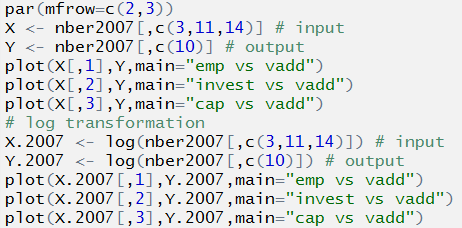 par(mfrow=c(2,3))
X <- nber2007[,c(3,11,14)] # input
Y <- nber2007[,c(10)] # output
plot(X[,1],Y,main="emp vs vadd")
plot(X[,2],Y,main="invest vs vadd")
plot(X[,3],Y,main="cap vs vadd")
# log transformation
X.2007 <- log(nber2007[,c(3,11,14)]) # input
Y.2007 <- log(nber2007[,c(10)]) # output
plot(X.2007[,1],Y.2007,main="emp vs vadd")
plot(X.2007[,2],Y.2007,main="invest vs vadd")
plot(X.2007[,3],Y.2007,main="cap vs vadd")